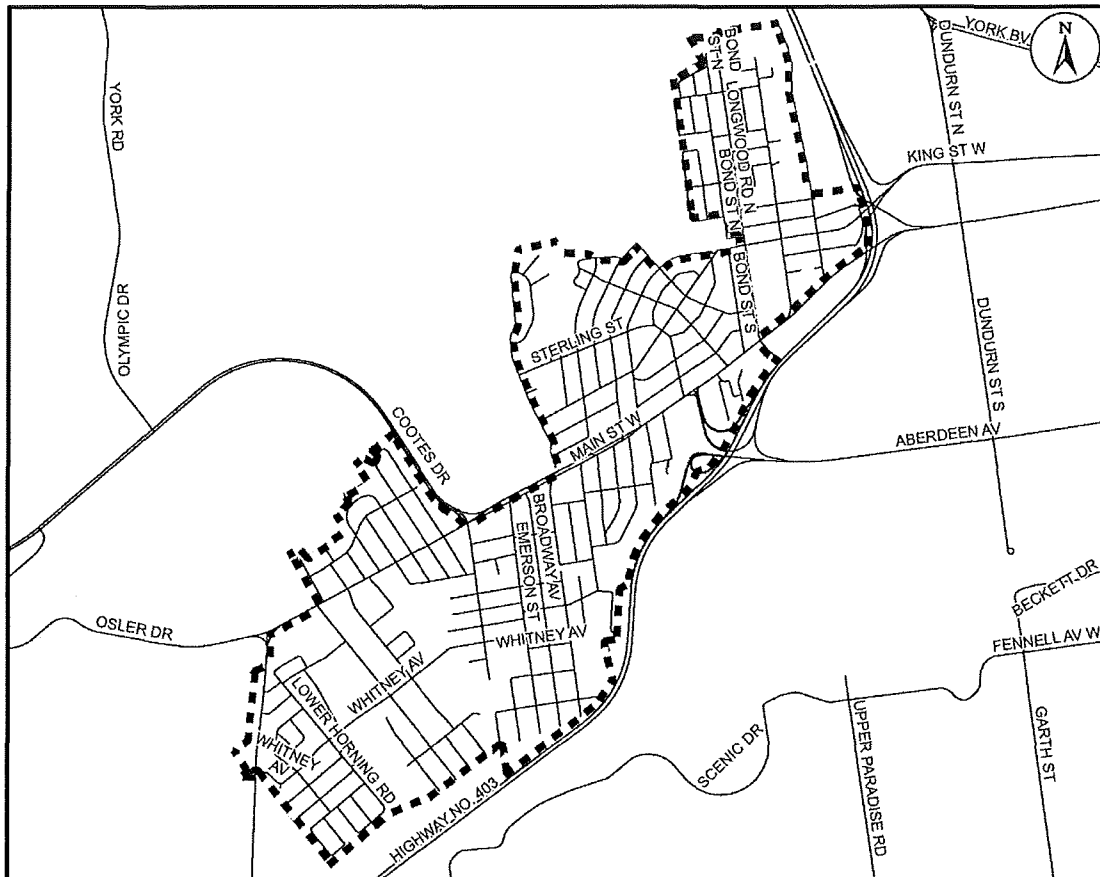 YORK BV
N
DUNDURN ST N
BOND
ST N
LONGWOOD RD N
BOND ST N
KING ST W
YORK RD
OLYMPIC DR
BOND ST S
STERLING ST
DUNDURN ST S
COOTES DR
MAIN ST W
ABERDEEN AV
BROADWAY AV
EMERSON ST
BECKETT DR
OSLER DR
WHITNEY AV
FENNELL AV W
WHITNEY AV
LOWER HORNING RD
WHITNEY
AV
SCENIC DR
UPPER PARADISE RD
GARTH ST
HIGHWAY NO. 403